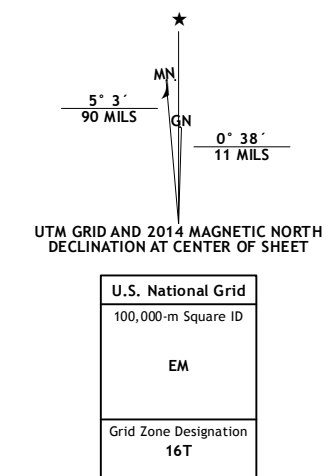 MN
5° 3´
90 MILS
GN
0° 38´
11 MILS
UTM GRID AND 2014 MAGNETIC NORTH
DECLINATION AT CENTER OF SHEET
U.S. National Grid
100,000-m Square ID
EM
Grid Zone Designation
16T